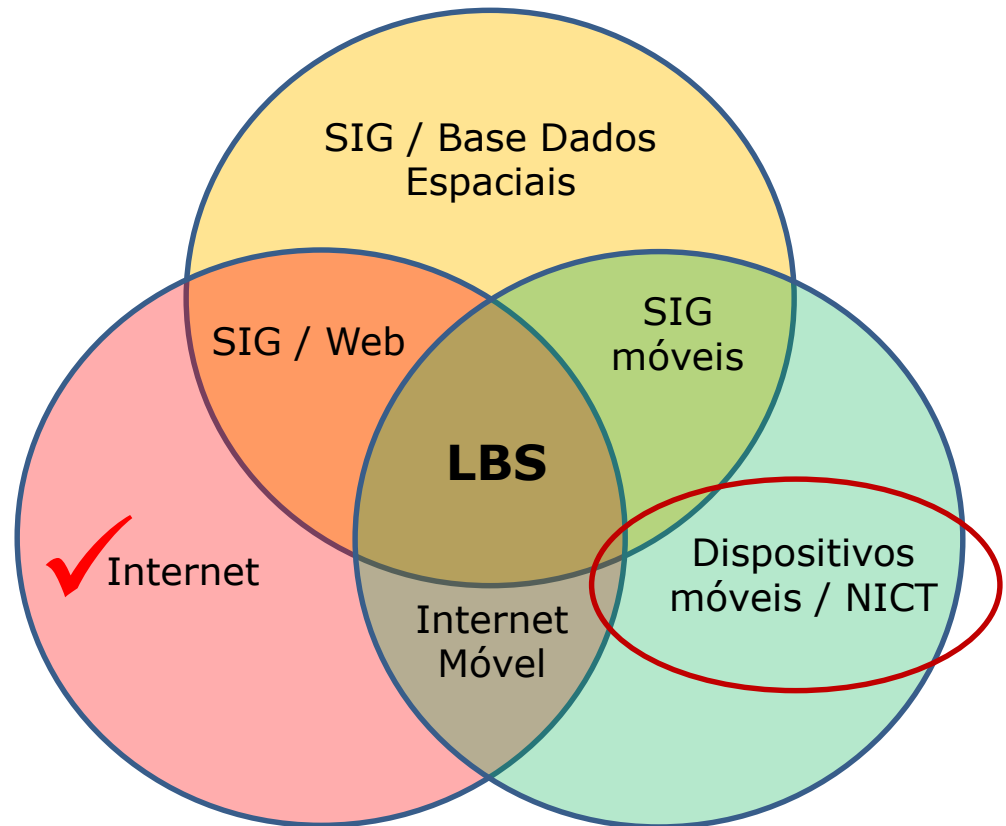 SIG / Base Dados
Espaciais
SIG / Web
SIG
móveis
LBS
Internet
Dispositivos
móveis / NICT
Internet
Móvel